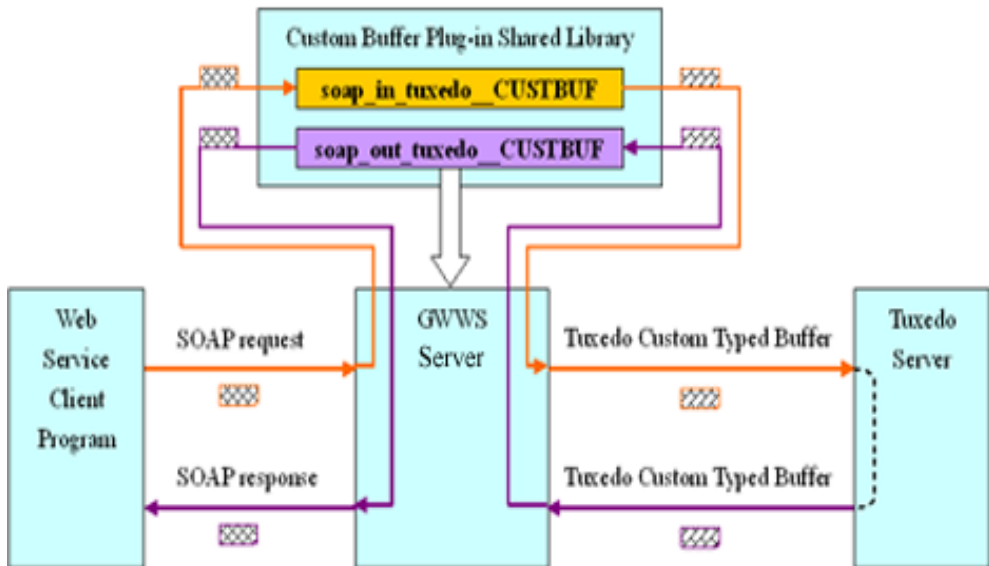 Custom Buffer Plug-in Shared Library
soap_in_tuxedo__CUSTBUF
soap_out_tuxedo__CUSTBUF
Web
Service
Client
Program
SOAP request
SOAP response
GWWS
Server
Tuxedo Custom Typed Buffer
Tuxedo Custom Typed Buffer
Tuxedo
Server